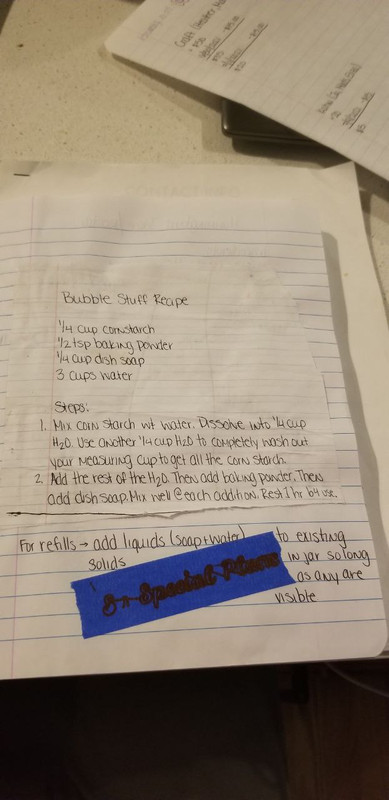 Bubble Stuff Recipe
1/4 cup cornstarch
1/2 tsp baking powder
1/4 cup dish soap
3 cups water
Steps:
1. Mix corn starch wt water. Dissolve into 1/4 cup
H2O. Use another 1/4 cup H2O to completely wash out
your measuring cup to get all the corn starch.
2. Add the rest of the H2O. Then add baking powder. Then
add dish soap. Mix well @ each addition. Rest 1 hr b4 use.
For refills → add liquids (soap + water) to existing
solids in jar so long
as any are
visible
Special
Craft